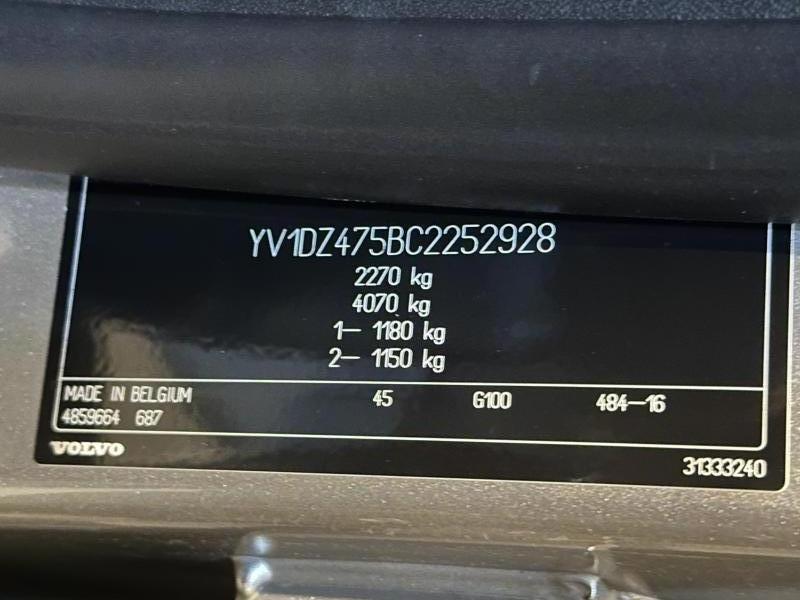 YV1DZ475BC2252928
2270 kg
4070 kg
1– 1180 kg
2– 1150 kg
MADE IN BELGIUM 45 G100 484–16
4859664 687
VOLVO
31333240